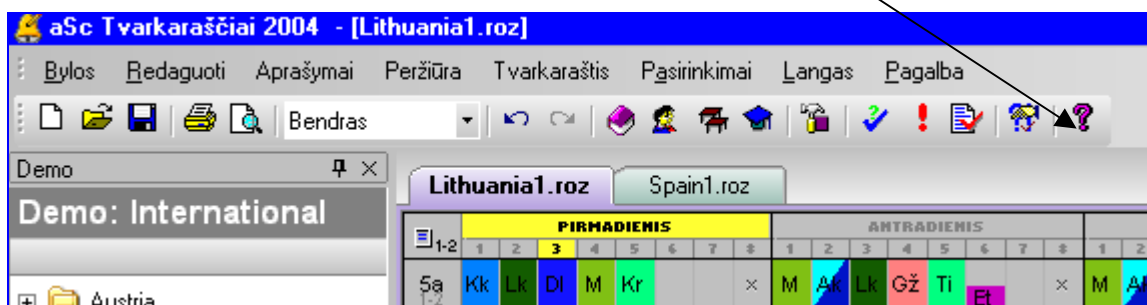 aSc Tvarkaraščiai 2004 - [Lithuania1.roz]
Bylos Redaguoti Aprašymai Peržiūra Tvarkaraštis Pasirinkimai Langas Pagalba
Bendras
Demo
Lithuania1.roz Spain1.roz
Demo: International
PIRMADIENIS ANTRADIENIS
1-2 1 2 3 4 5 6 7 8 1 2 3 4 5 6 7 8 1 2
5a Kk Lk Dl M Kr × M Ak Lk Gž Ti Et × M
1-2
Austria